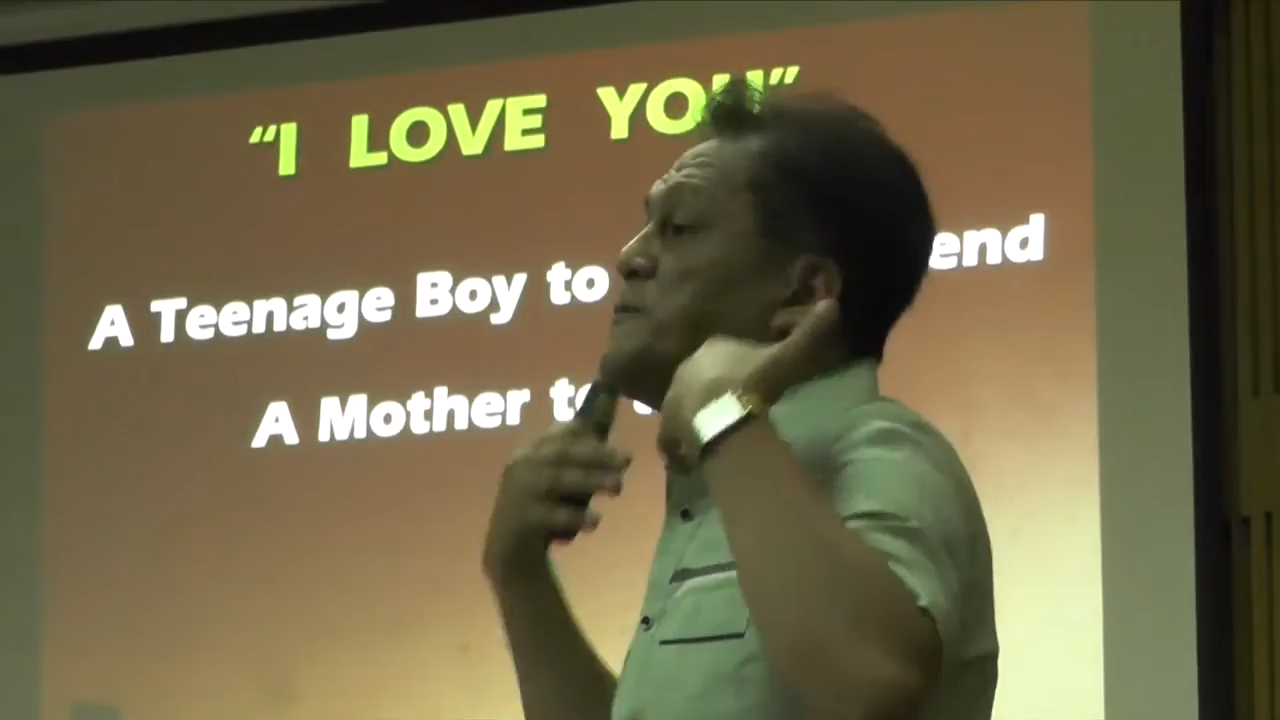 “I LOVE YOU”
A Teenage Boy to end
A Mother to